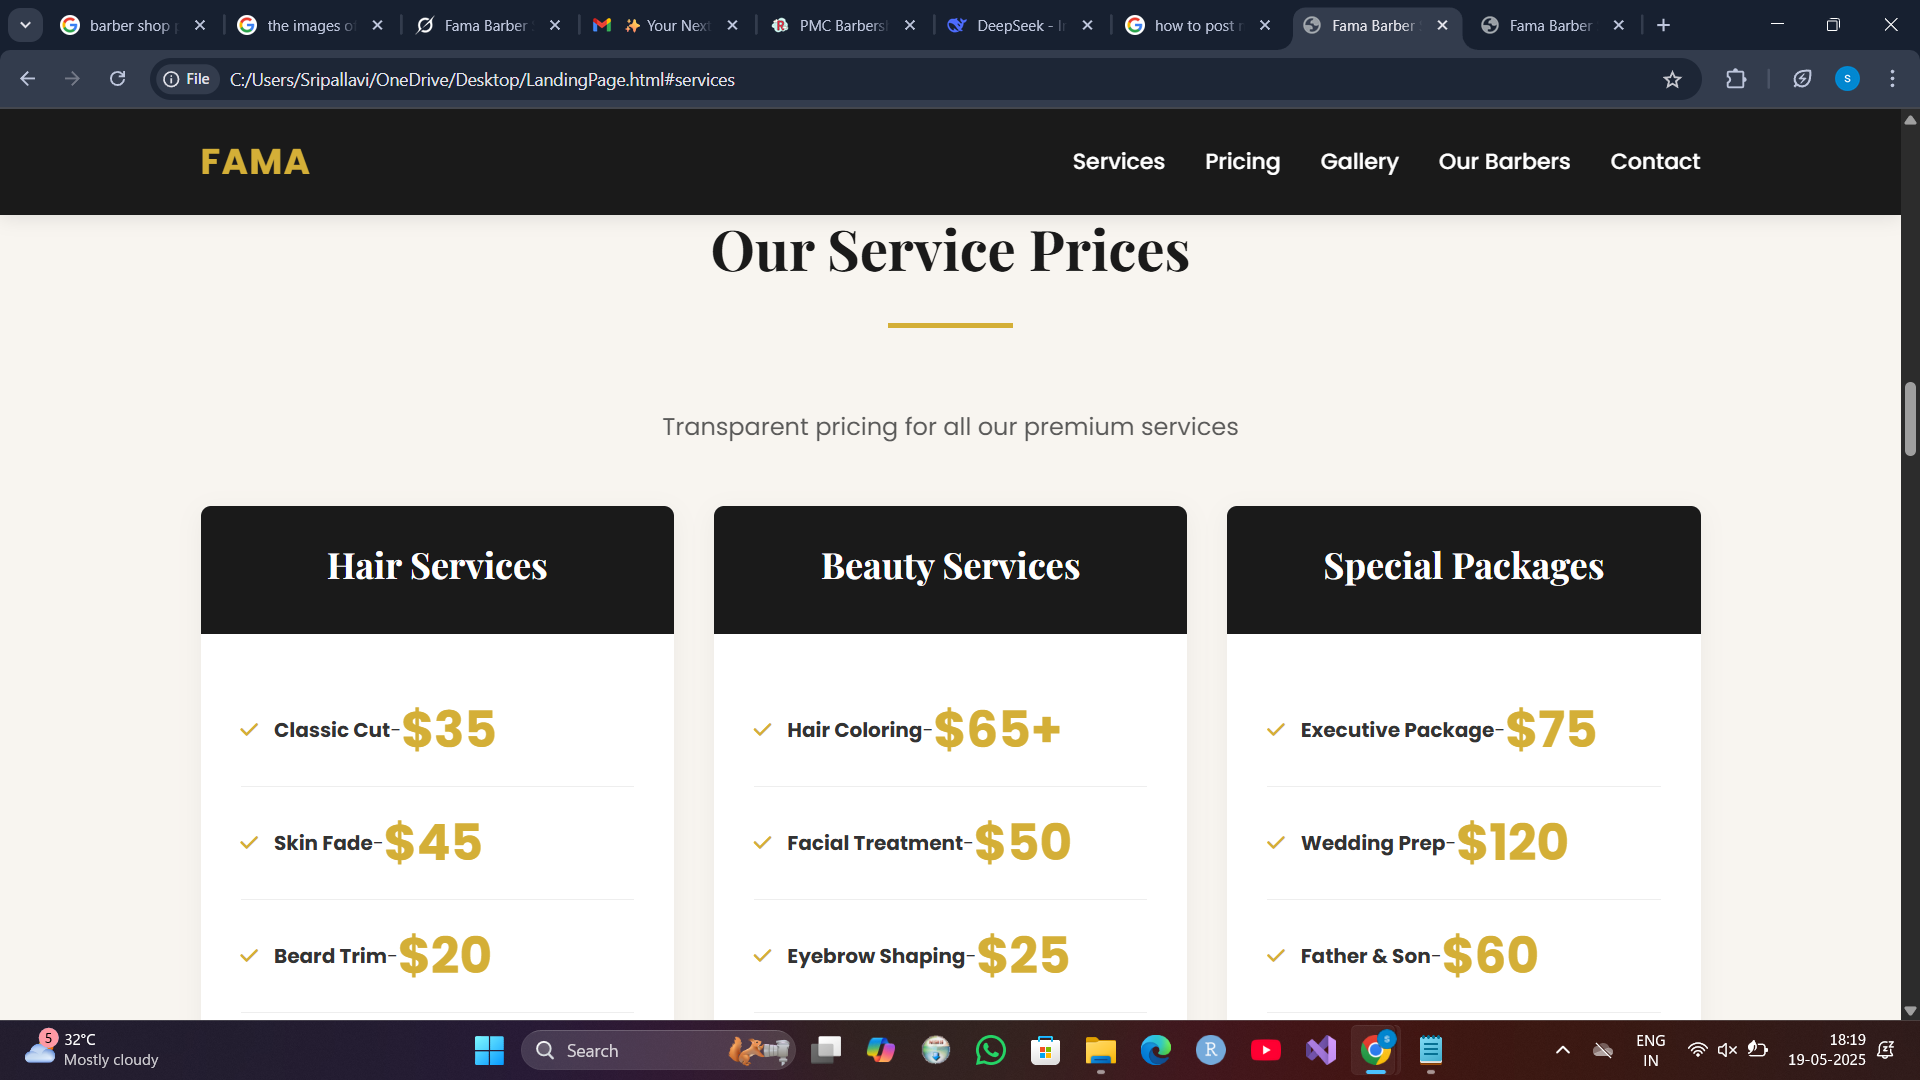 barber shop p
the images of
Fama Barber S
Your Next
PMC Barbersh
DeepSeek - In
how to post r
Fama Barber S
Fama Barber
File
C:/Users/Sripallavi/OneDrive/Desktop/LandingPage.html#services
S
FAMA
Services
Pricing
Gallery
Our Barbers
Contact
Our Service Prices
Transparent pricing for all our premium services
Hair Services
Classic Cut-$35
Skin Fade-$45
Beard Trim-$20
Beauty Services
Hair Coloring-$65+
Facial Treatment-$50
Eyebrow Shaping-$25
Special Packages
Executive Package-$75
Wedding Prep-$120
Father & Son-$60
5
32°C
Mostly cloudy
Search
R
S
ENG
IN
18:19
19-05-2025